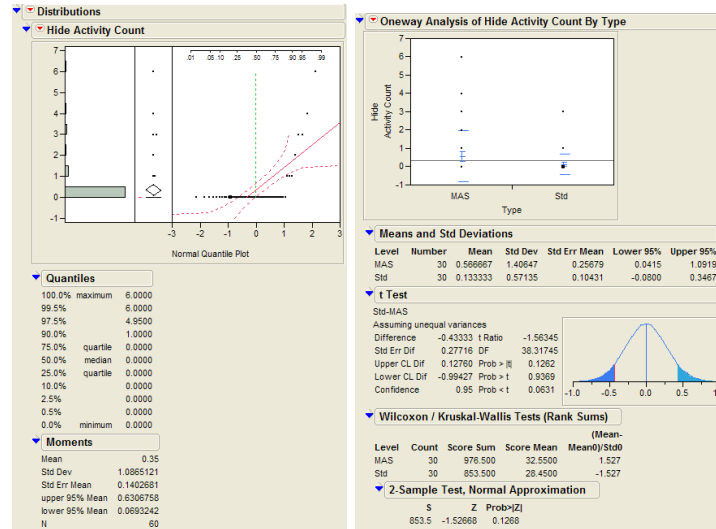 Distributions
Hide Activity Count
.01 .05 .10 .25 .50 .75 .90 .95 .99
7
6
5
4
3
2
1
0
-1
-3 -2 -1 0 1 2 3
Normal Quantile Plot
Quantiles
100.0% maximum 6.0000
99.5% 6.0000
97.5% 4.9500
90.0% 1.0000
75.0% quartile 0.0000
50.0% median 0.0000
25.0% quartile 0.0000
10.0% 0.0000
2.5% 0.0000
0.5% 0.0000
0.0% minimum 0.0000
Moments
Mean 0.35
Std Dev 1.0865121
Std Err Mean 0.1402681
upper 95% Mean 0.6306758
lower 95% Mean 0.0693242
N 60
Oneway Analysis of Hide Activity Count By Type
7
6
5
4
3
2
1
0
-1
Hide
Activity Count
MAS Std
Type
Means and Std Deviations
Level Number Mean Std Dev Std Err Mean Lower 95% Upper 95%
MAS 30 0.566667 1.40647 0.25679 0.0415 1.0919
Std 30 0.133333 0.57135 0.10431 -0.0800 0.3467
t Test
Std-MAS
Assuming unequal variances
Difference -0.43333 t Ratio -1.56345
Std Err Dif 0.27716 DF 38.31745
Upper CL Dif 0.12760 Prob > |t| 0.1262
Lower CL Dif -0.99427 Prob > t 0.9369
Confidence 0.95 Prob < t 0.0631
-1.0 -0.5 0.0 0.5
Wilcoxon / Kruskal-Wallis Tests (Rank Sums)
(Mean-
Level Count Score Sum Score Mean Mean0)/Std0
MAS 30 976.500 32.5500 1.527
Std 30 853.500 28.4500 -1.527
2-Sample Test, Normal Approximation
S Z Prob>|Z|
853.5 -1.52668 0.1268